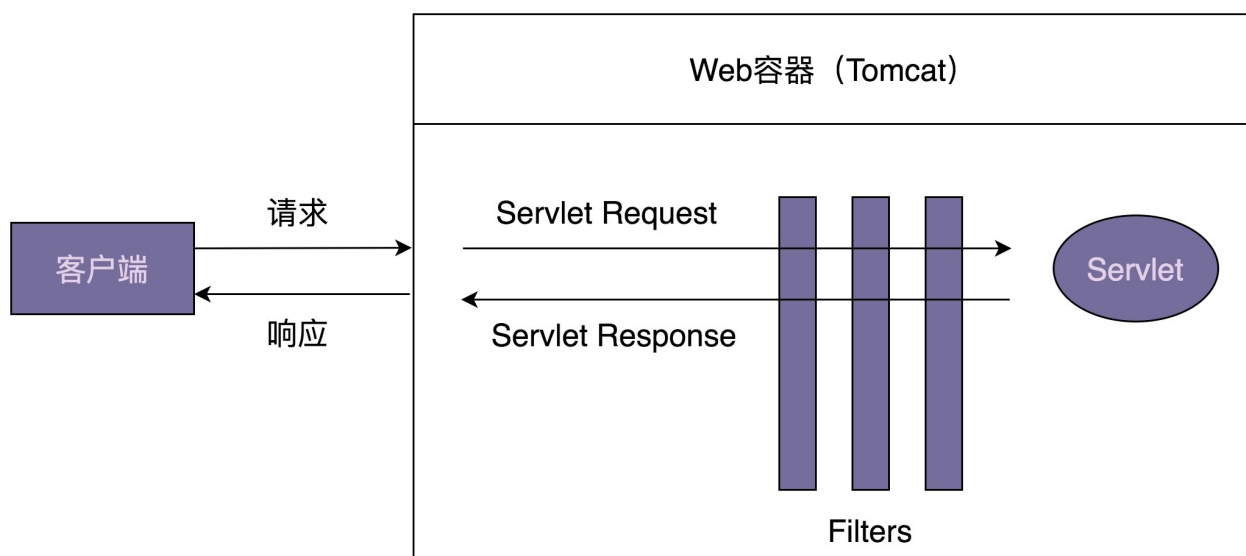 Web容器（Tomcat）
请求
Servlet Request
客户端
Servlet
响应
Servlet Response
Filters